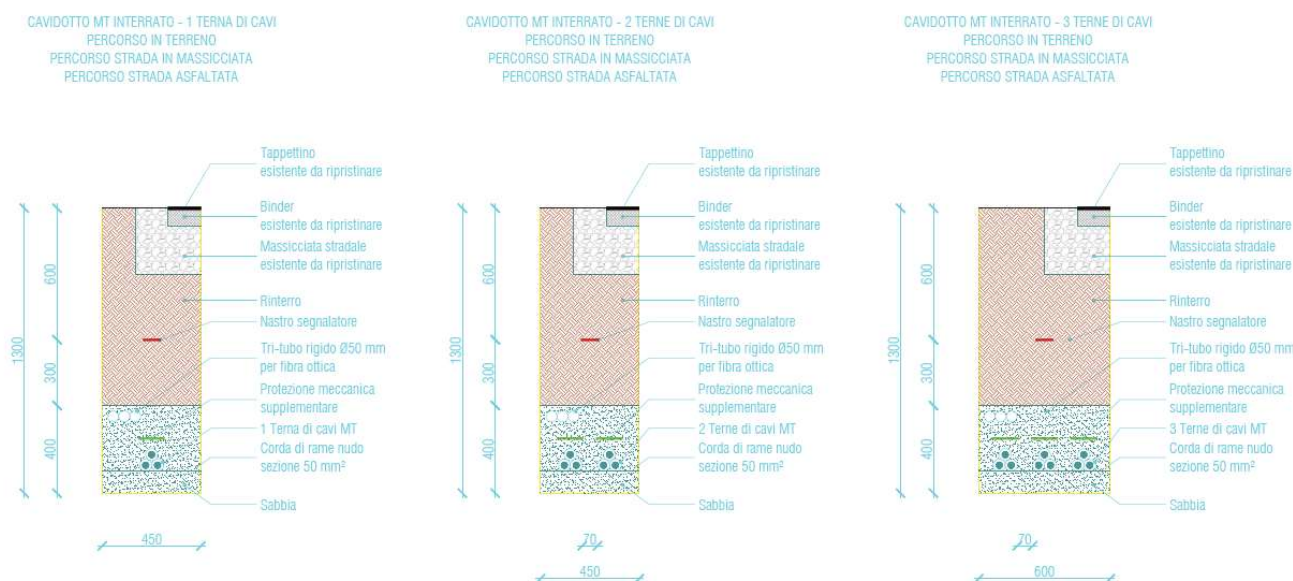 CAVIDOTTO MT INTERRATO - 1 TERNA DI CAVI
PERCORSO IN TERRENO
PERCORSO STRADA IN MASSICCIATA
PERCORSO STRADA ASFALTATA
Tappettino
esistente da ripristinare
Binder
esistente da ripristinare
Massicciata stradale
esistente da ripristinare
Rinterro
Nastro segnalatore
Tri-tubo rigido Ø50 mm
per fibra ottica
Protezione meccanica
supplementare
1 Terna di cavi MT
Corda di rame nudo
sezione 50 mm²
Sabbia
1300
600
300
400
450
CAVIDOTTO MT INTERRATO - 2 TERNE DI CAVI
PERCORSO IN TERRENO
PERCORSO STRADA IN MASSICCIATA
PERCORSO STRADA ASFALTATA
Tappettino
esistente da ripristinare
Binder
esistente da ripristinare
Massicciata stradale
esistente da ripristinare
Rinterro
Nastro segnalatore
Tri-tubo rigido Ø50 mm
per fibra ottica
Protezione meccanica
supplementare
2 Terne di cavi MT
Corda di rame nudo
sezione 50 mm²
Sabbia
1300
600
300
400
70
450
CAVIDOTTO MT INTERRATO - 3 TERNE DI CAVI
PERCORSO IN TERRENO
PERCORSO STRADA IN MASSICCIATA
PERCORSO STRADA ASFALTATA
Tappettino
esistente da ripristinare
Binder
esistente da ripristinare
Massicciata stradale
esistente da ripristinare
Rinterro
Nastro segnalatore
Tri-tubo rigido Ø50 mm
per fibra ottica
Protezione meccanica
supplementare
3 Terne di cavi MT
Corda di rame nudo
sezione 50 mm²
Sabbia
1300
600
300
400
70
600